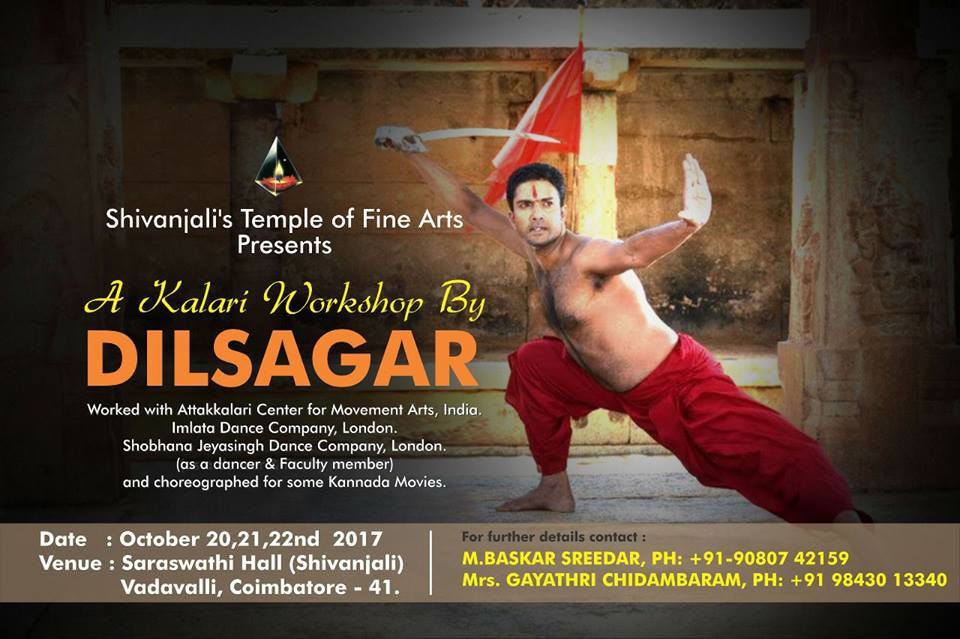 Shivanjali's Temple of Fine Arts
Presents
A Kalari Workshop By
DILSAGAR
Worked with Attakkalari Center for Movement Arts, India.
Imlata Dance Company, London.
Shobhana Jeyasingh Dance Company, London.
(as a dancer & Faculty member)
and choreographed for some Kannada Movies.
Date : October 20,21,22nd 2017
Venue : Saraswathi Hall (Shivanjali)
Vadavalli, Coimbatore - 41.
For further details contact :
M.BASKAR SREEDAR, PH: +91-90807 42159
Mrs. GAYATHRI CHIDAMBARAM, PH: +91 98430 13340